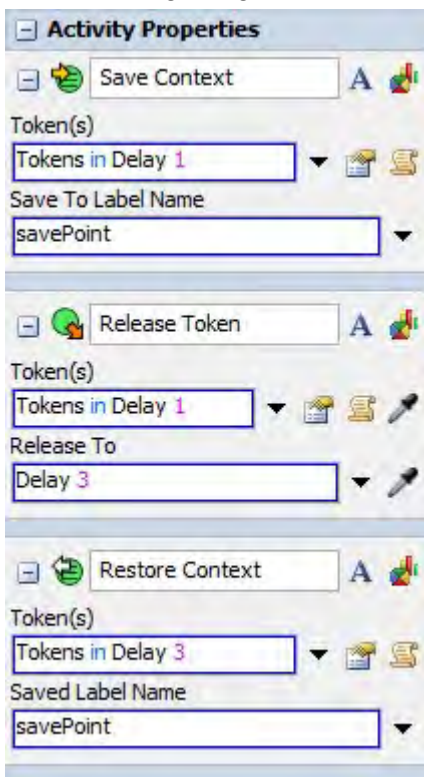 Activity Properties
Save Context A
Token(s)
Tokens in Delay 1
Save To Label Name
savePoint
Release Token A
Token(s)
Tokens in Delay 1
Release To
Delay 3
Restore Context A
Token(s)
Tokens in Delay 3
Saved Label Name
savePoint